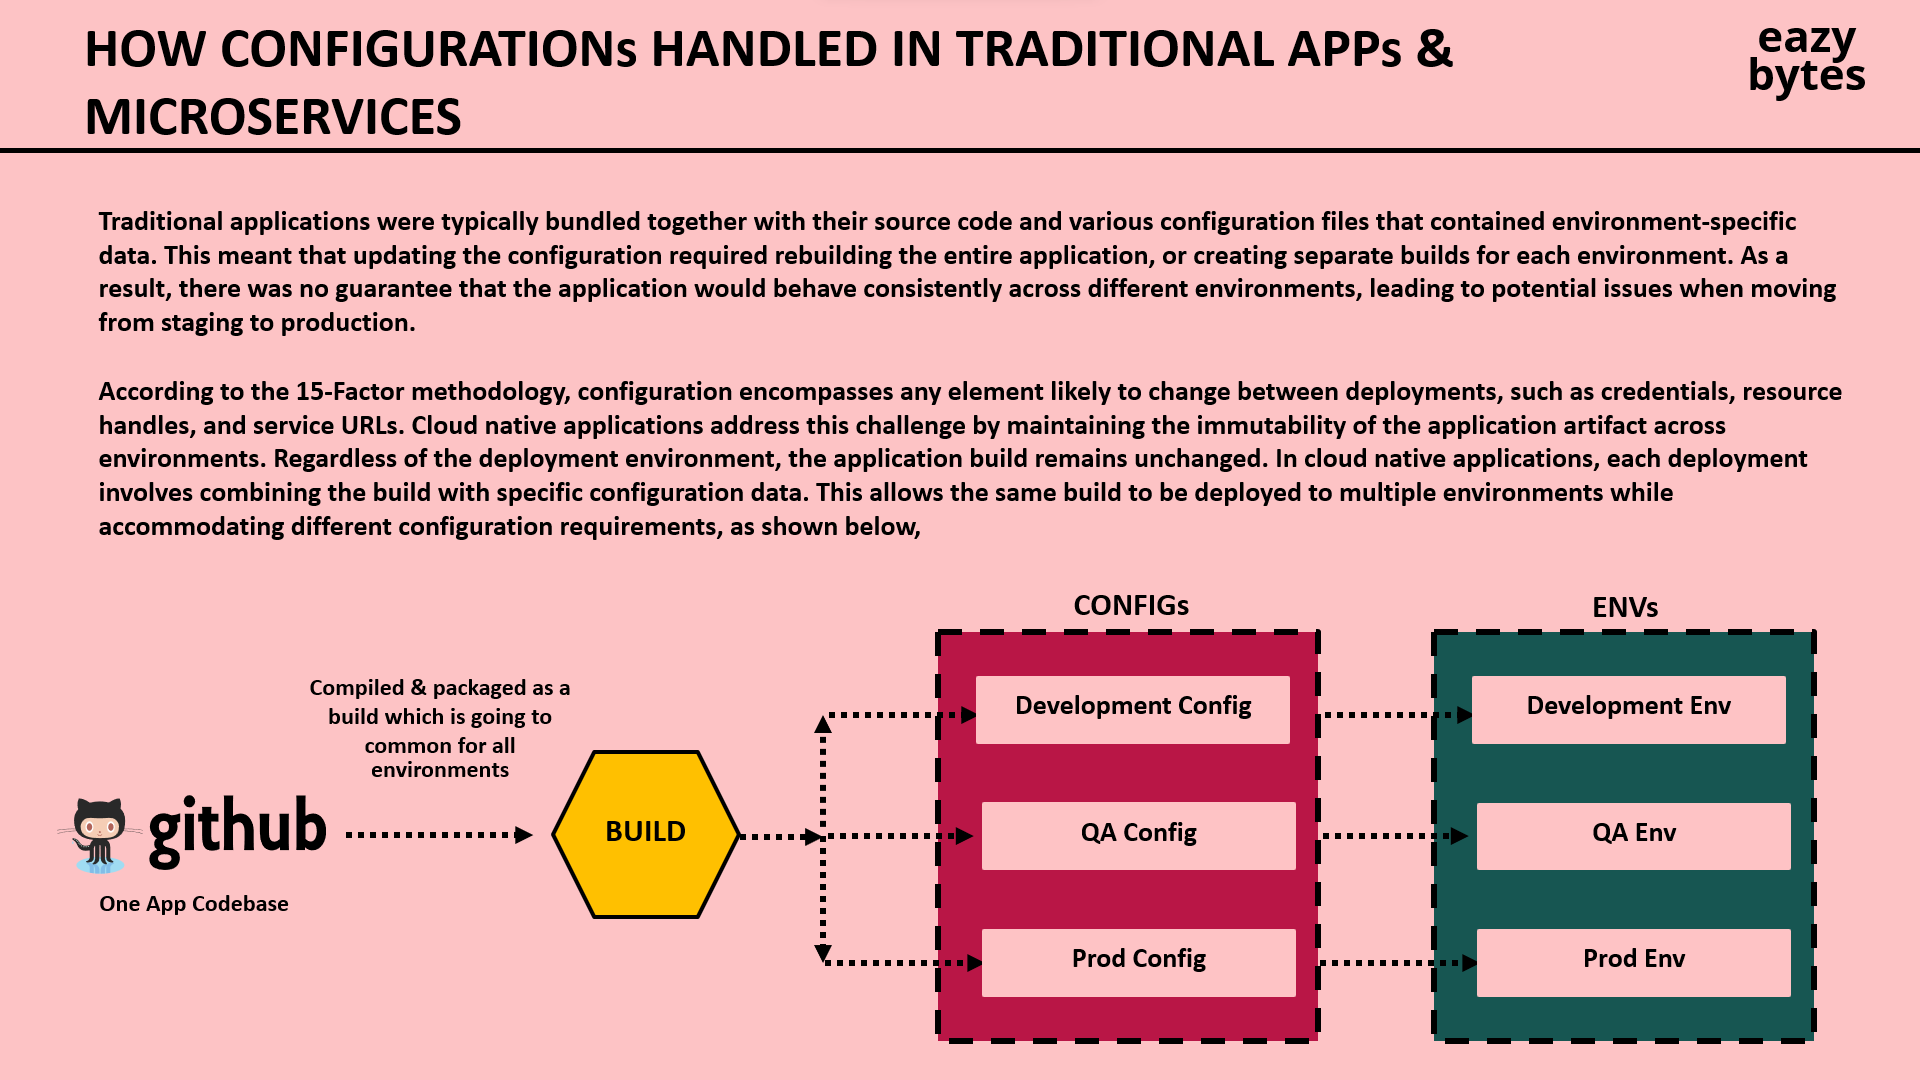 HOW CONFIGURATIONs HANDLED IN TRADITIONAL APPs &
MICROSERVICES
eazy
bytes
Traditional applications were typically bundled together with their source code and various configuration files that contained environment-specific
data. This meant that updating the configuration required rebuilding the entire application, or creating separate builds for each environment. As a
result, there was no guarantee that the application would behave consistently across different environments, leading to potential issues when moving
from staging to production.
According to the 15-Factor methodology, configuration encompasses any element likely to change between deployments, such as credentials, resource
handles, and service URLs. Cloud native applications address this challenge by maintaining the immutability of the application artifact across
environments. Regardless of the deployment environment, the application build remains unchanged. In cloud native applications, each deployment
involves combining the build with specific configuration data. This allows the same build to be deployed to multiple environments while
accommodating different configuration requirements, as shown below,
Compiled & packaged as a
build which is going to
common for all
environments
github
One App Codebase
BUILD
CONFIGs
Development Config
QA Config
Prod Config
ENVs
Development Env
QA Env
Prod Env